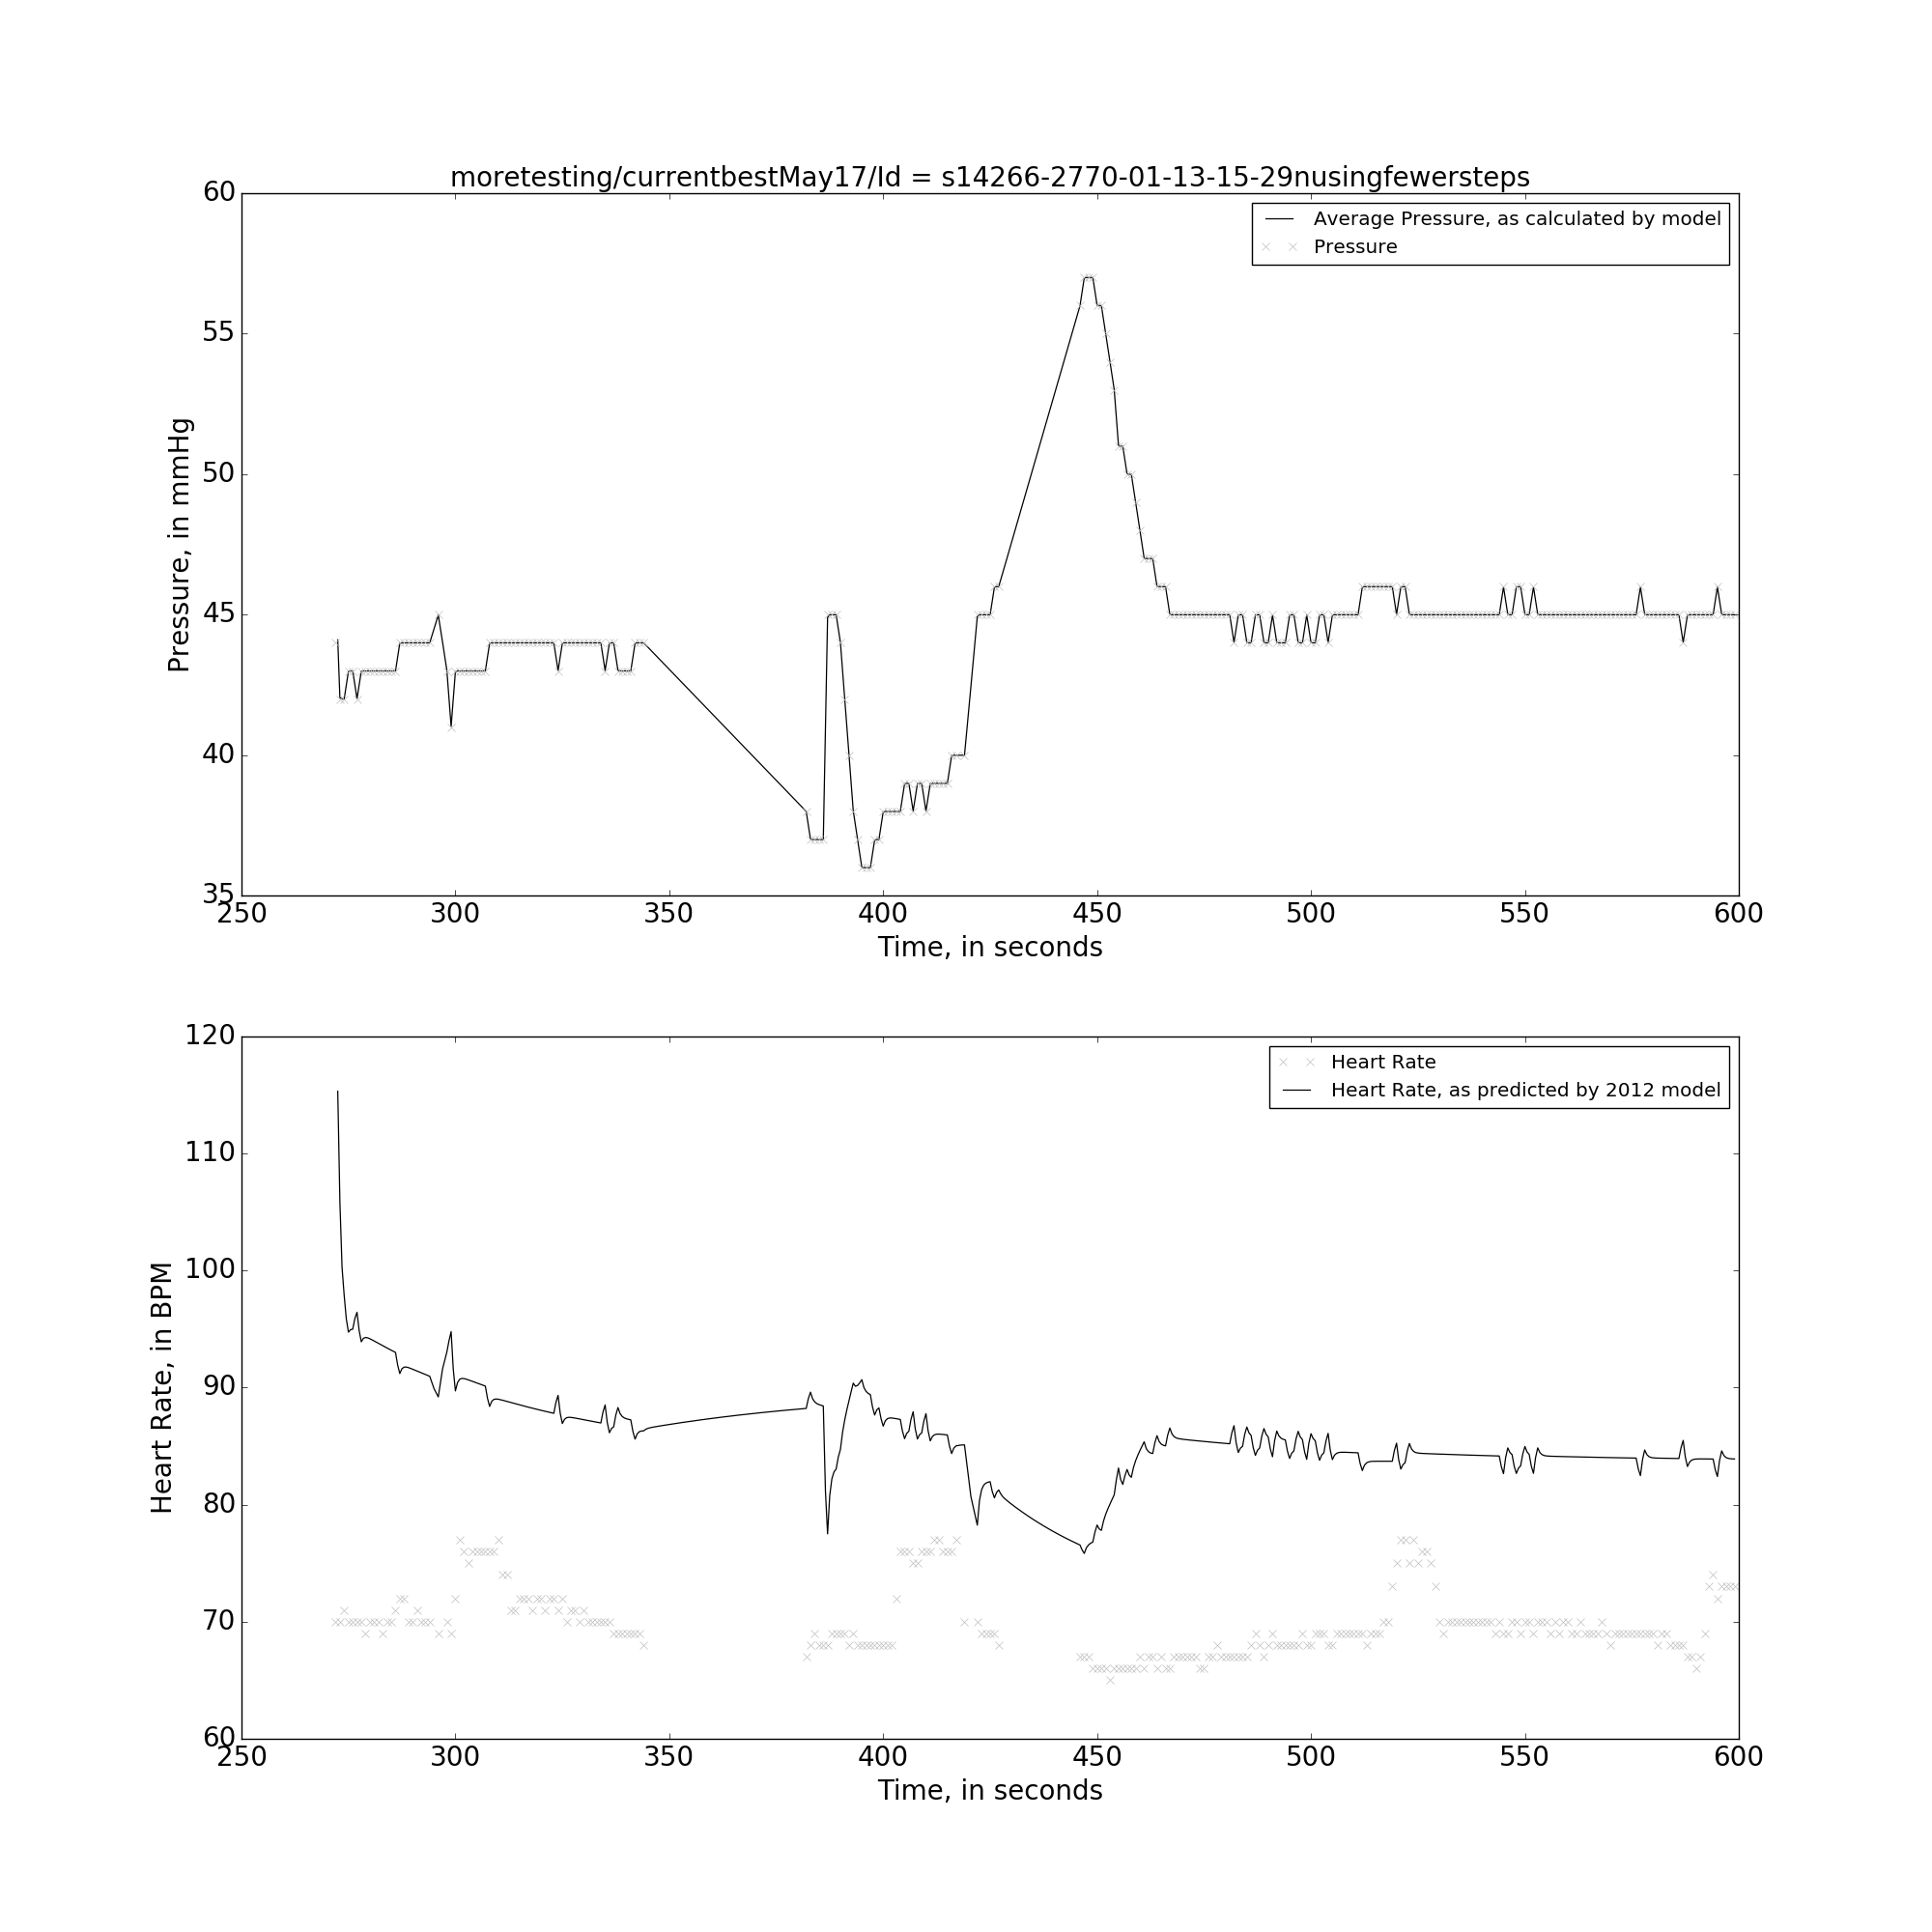 moretesting/currentbestMay17/Id = s14266-2770-01-13-15-29nusingfewersteps
60
55
50
45
40
35
Pressure, in mmHg
Average Pressure, as calculated by model
Pressure
250 300 350 400 450 500 550 600
Time, in seconds
120
110
100
90
80
70
60
Heart Rate, in BPM
Heart Rate
Heart Rate, as predicted by 2012 model
250 300 350 400 450 500 550 600
Time, in seconds